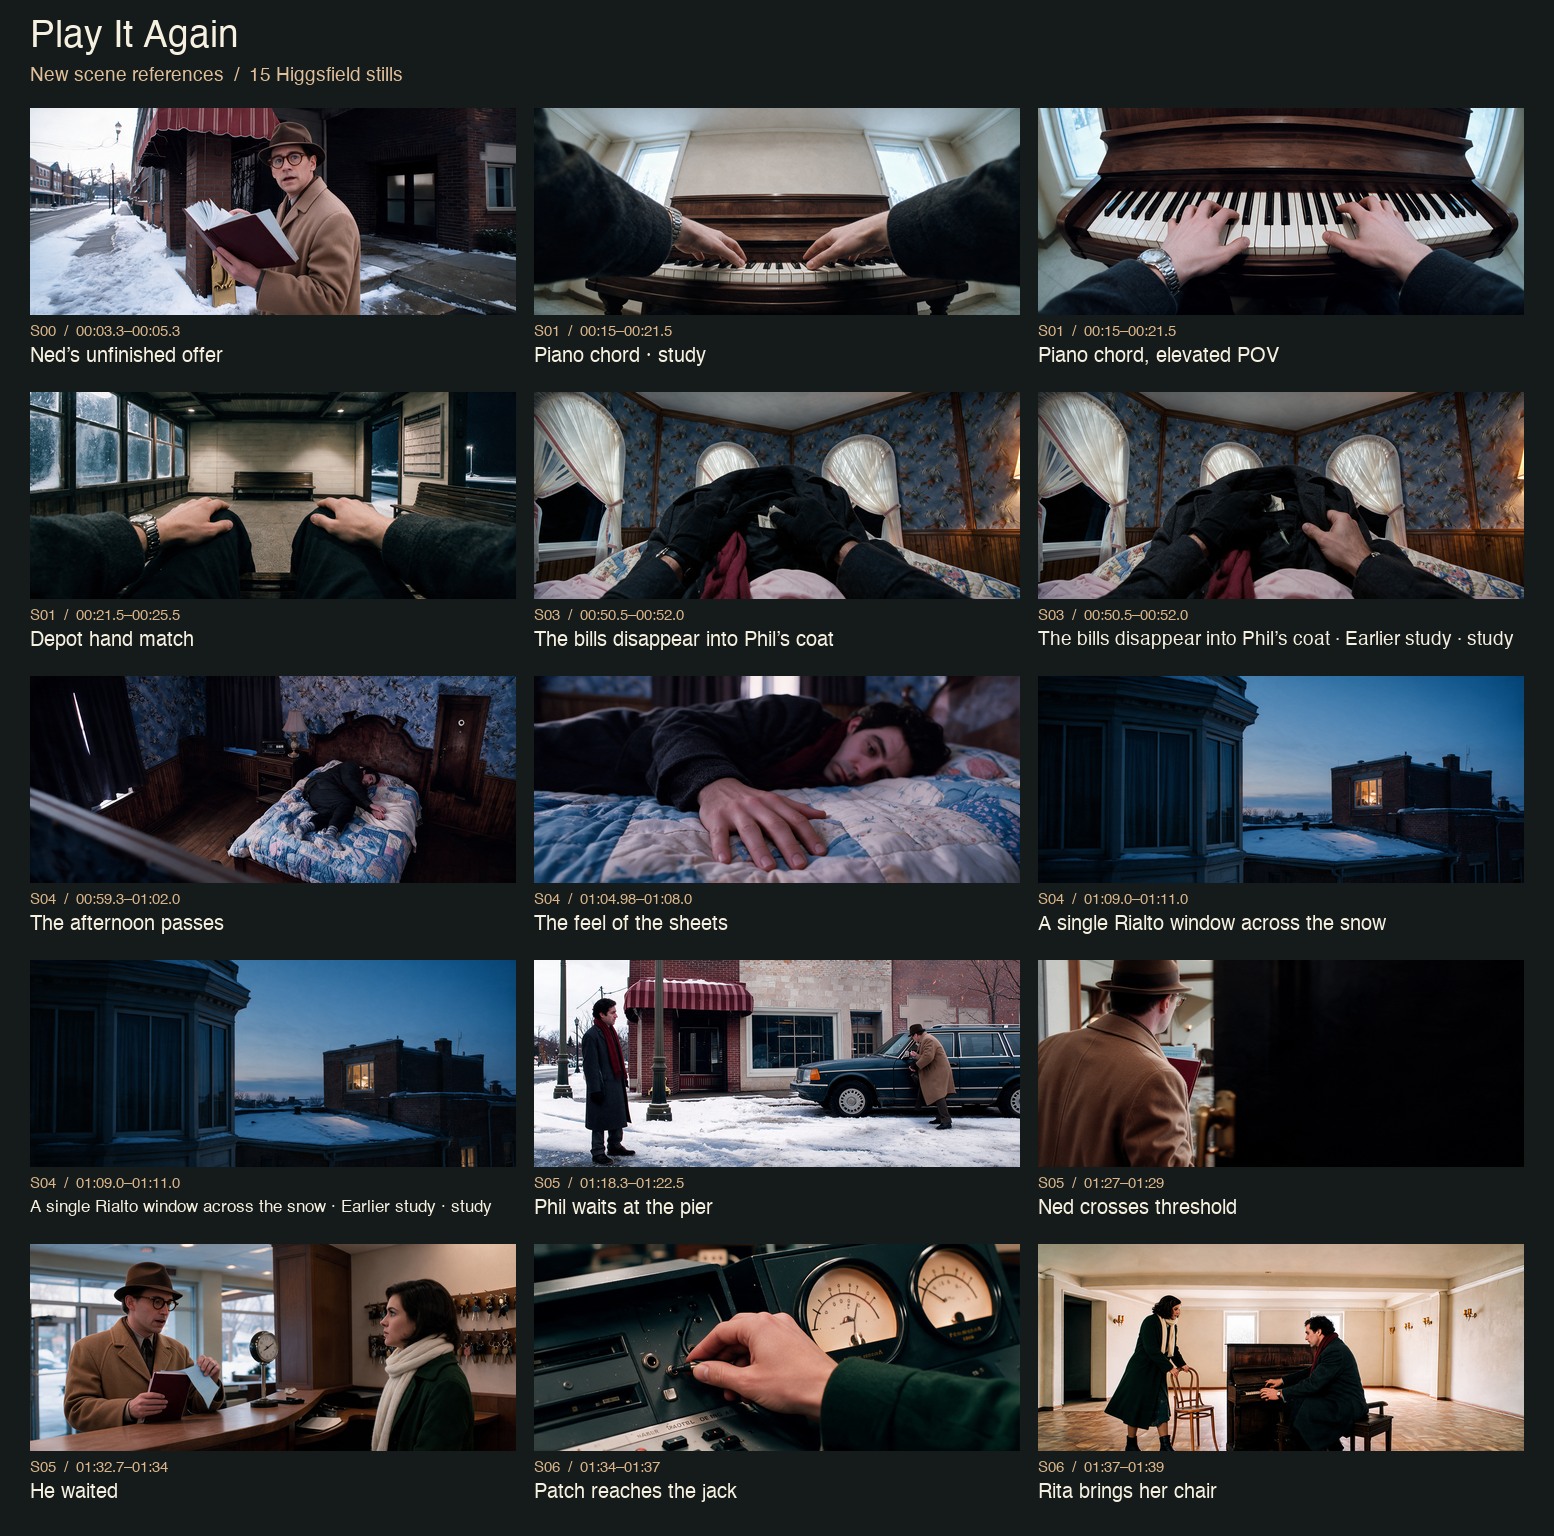 Play It Again
New scene references / 15 Higgsfield stills
S00 / 00:03.3–00:05.3
Ned’s unfinished offer
S01 / 00:15–00:21.5
Piano chord · study
S01 / 00:15–00:21.5
Piano chord, elevated POV
S01 / 00:21.5–00:25.5
Depot hand match
S03 / 00:50.5–00:52.0
The bills disappear into Phil’s coat
S03 / 00:50.5–00:52.0
The bills disappear into Phil’s coat · Earlier study · study
S04 / 00:59.3–01:02.0
The afternoon passes
S04 / 01:04.98–01:08.0
The feel of the sheets
S04 / 01:09.0–01:11.0
A single Rialto window across the snow
S04 / 01:09.0–01:11.0
A single Rialto window across the snow · Earlier study · study
S05 / 01:18.3–01:22.5
Phil waits at the pier
S05 / 01:27–01:29
Ned crosses threshold
S05 / 01:32.7–01:34
He waited
S06 / 01:34–01:37
Patch reaches the jack
S06 / 01:37–01:39
Rita brings her chair